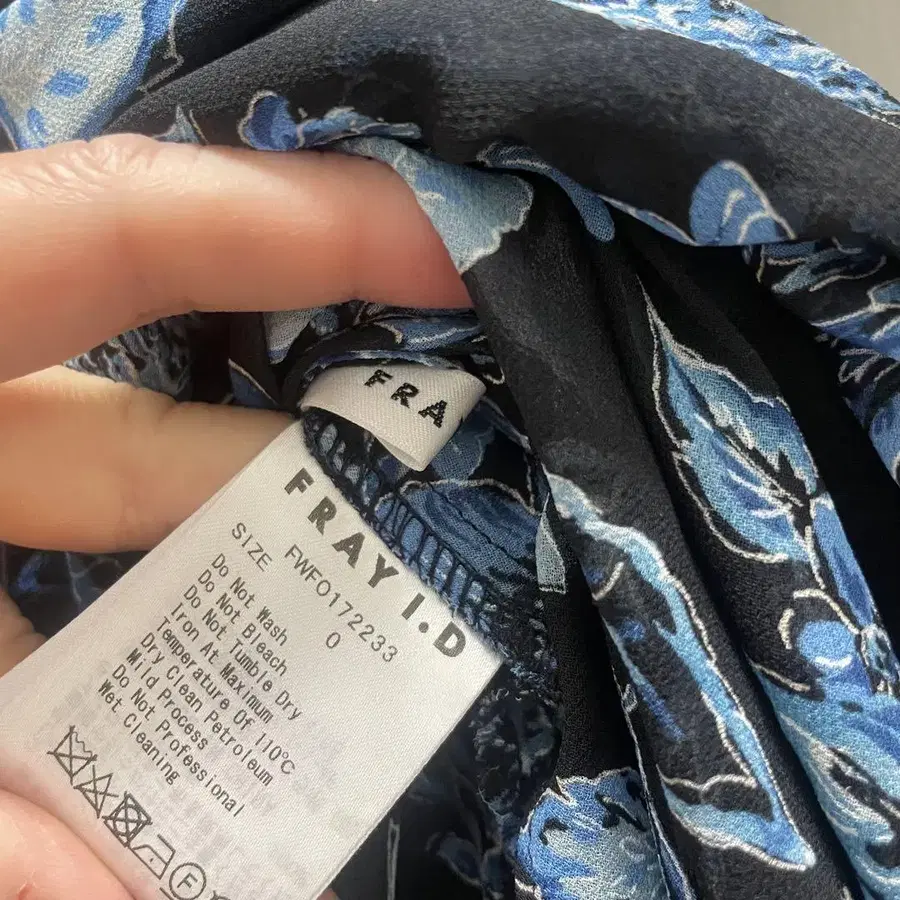 FRA
FRAY I.D
FWF0172233
SIZE 0
Do Not Wash
Do Not Bleach
Do Not Tumble Dry
Iron At Maximum
Temperature Of 110℃
Dry Clean Petroleum
Mild Process
Do Not Professional
Wet Cleaning
F